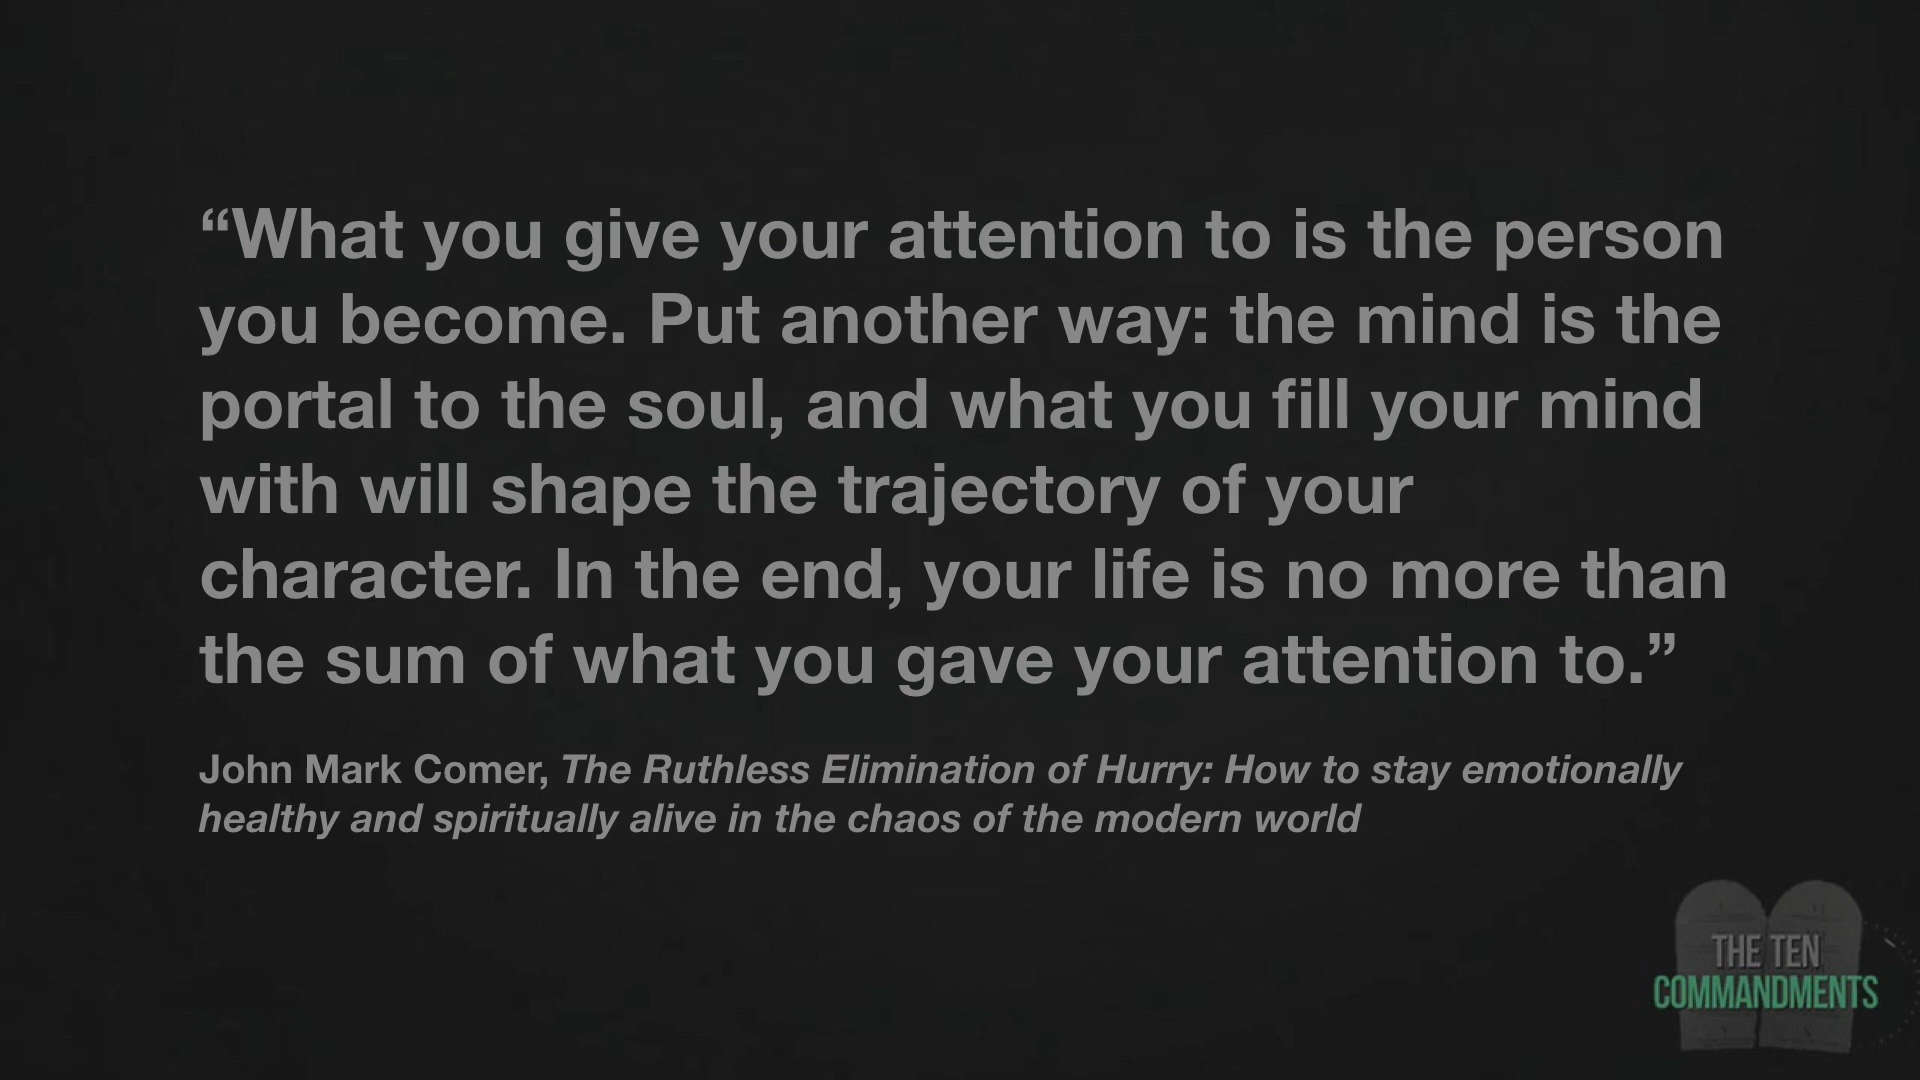 “What you give your attention to is the person
you become. Put another way: the mind is the
portal to the soul, and what you fill your mind
with will shape the trajectory of your
character. In the end, your life is no more than
the sum of what you gave your attention to.”
John Mark Comer, The Ruthless Elimination of Hurry: How to stay emotionally
healthy and spiritually alive in the chaos of the modern world
THE TEN
COMMANDMENTS